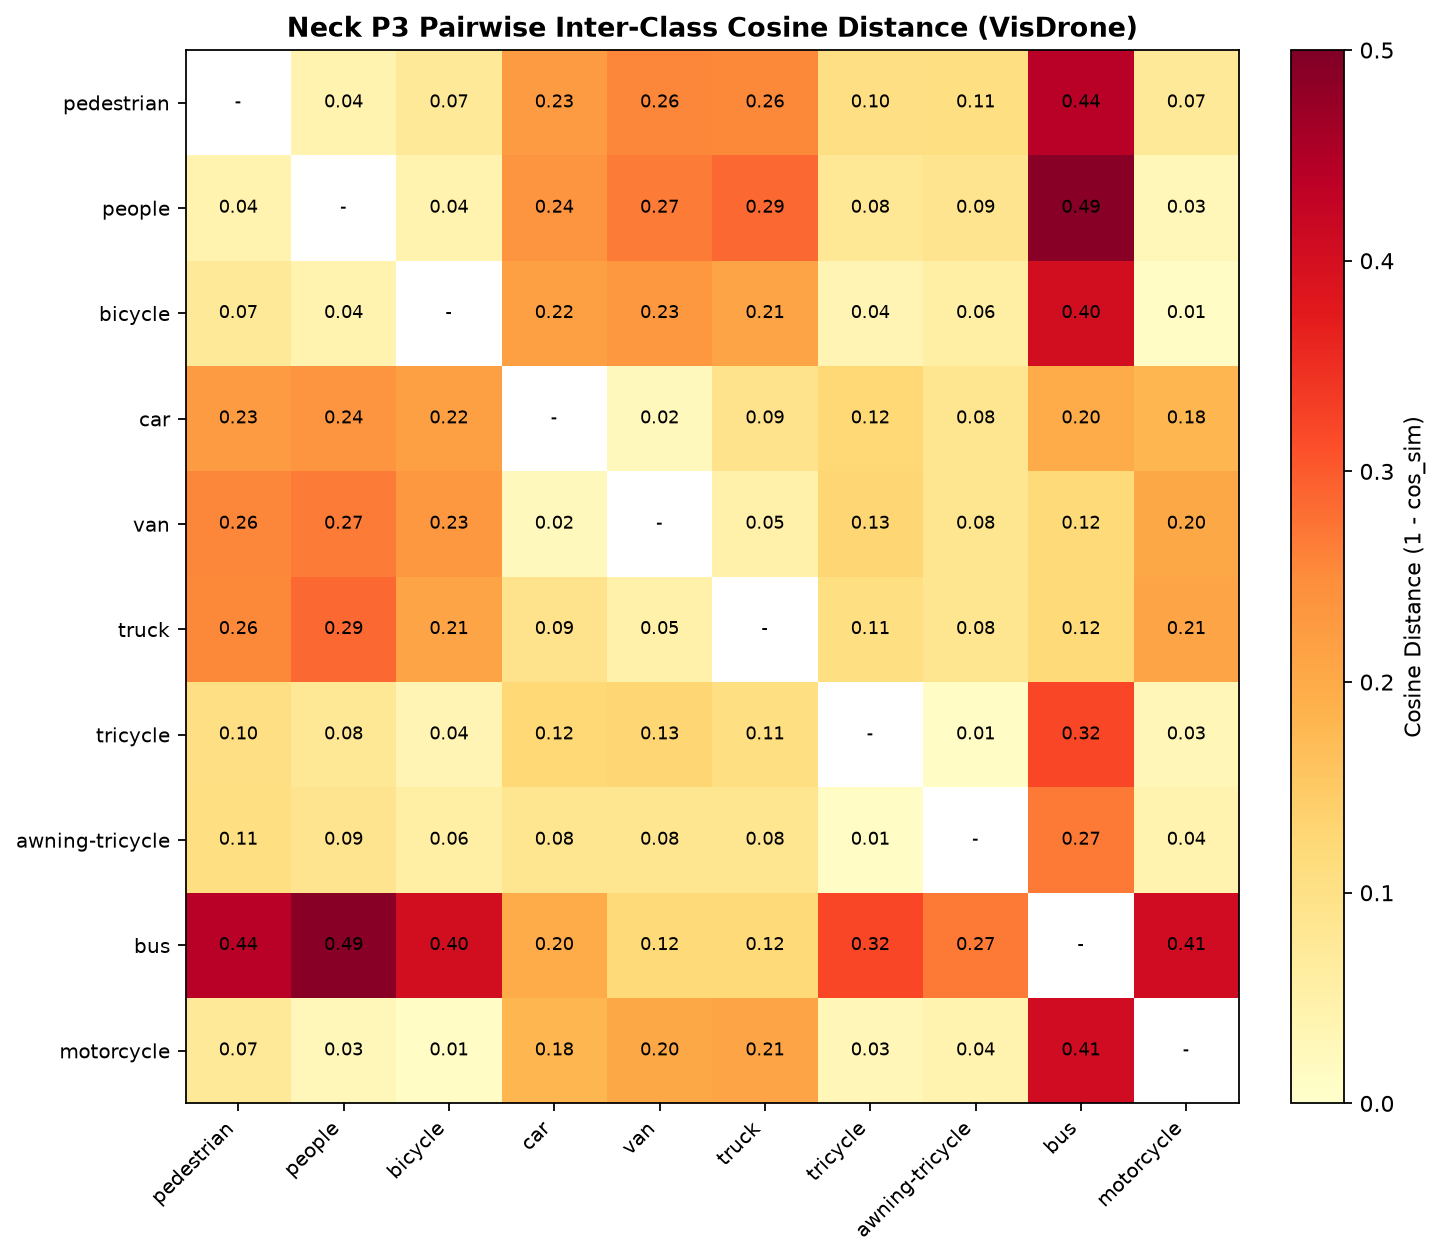 Neck P3 Pairwise Inter-Class Cosine Distance (VisDrone)
pedestrian - 0.04 0.07 0.23 0.26 0.26 0.10 0.11 0.44 0.07
people 0.04 - 0.04 0.24 0.27 0.29 0.08 0.09 0.49 0.03
bicycle 0.07 0.04 - 0.22 0.23 0.21 0.04 0.06 0.40 0.01
car 0.23 0.24 0.22 - 0.02 0.09 0.12 0.08 0.20 0.18
van 0.26 0.27 0.23 0.02 - 0.05 0.13 0.08 0.12 0.20
truck 0.26 0.29 0.21 0.09 0.05 - 0.11 0.08 0.12 0.21
tricycle 0.10 0.08 0.04 0.12 0.13 0.11 - 0.01 0.32 0.03
awning-tricycle 0.11 0.09 0.06 0.08 0.08 0.08 0.01 - 0.27 0.04
bus 0.44 0.49 0.40 0.20 0.12 0.12 0.32 0.27 - 0.41
motorcycle 0.07 0.03 0.01 0.18 0.20 0.21 0.03 0.04 0.41 -
pedestrian people bicycle car van truck tricycle awning-tricycle bus motorcycle
0.5
0.4
0.3
0.2
0.1
0.0
Cosine Distance (1 - cos_sim)